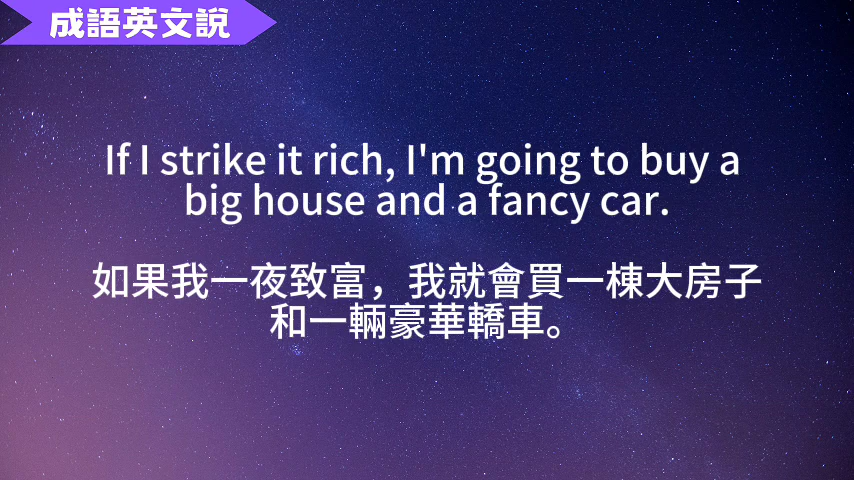 成語英文說
If I strike it rich, I'm going to buy a
big house and a fancy car.
如果我一夜致富，我就會買一棟大房子
和一輛豪華轎車。